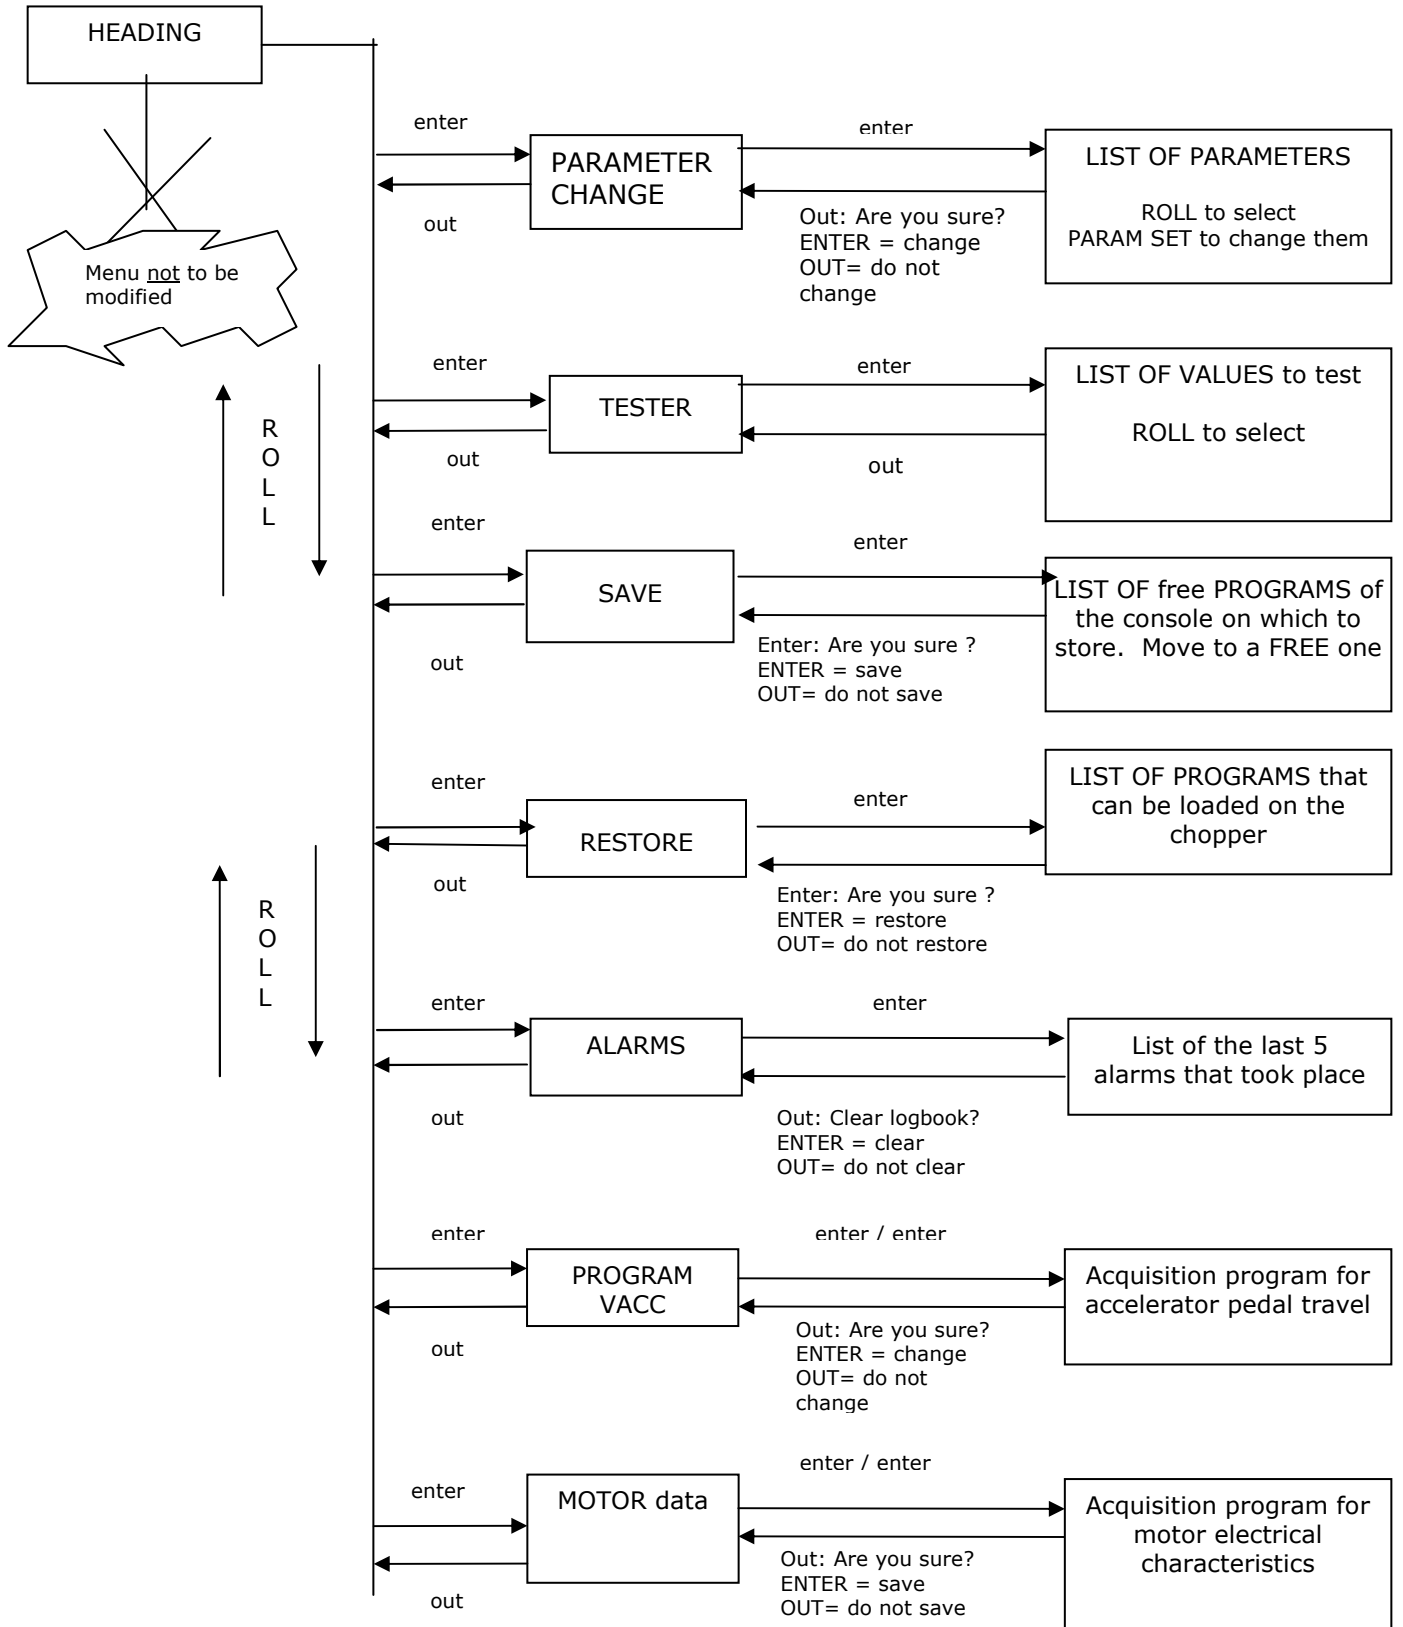 HEADING
enter
PARAMETER
CHANGE
out
enter
Out: Are you sure?
ENTER = change
OUT= do not
change
LIST OF PARAMETERS
ROLL to select
PARAM SET to change them
Menu not to be
modified
R
O
L
L
enter
TESTER
out
enter
out
LIST OF VALUES to test
ROLL to select
enter
SAVE
out
enter
Enter: Are you sure ?
ENTER = save
OUT= do not save
LIST OF free PROGRAMS of
the console on which to
store. Move to a FREE one
enter
RESTORE
out
enter
Enter: Are you sure ?
ENTER = restore
OUT= do not restore
LIST OF PROGRAMS that
can be loaded on the
chopper
R
O
L
L
enter
ALARMS
out
enter
Out: Clear logbook?
ENTER = clear
OUT= do not clear
List of the last 5
alarms that took place
enter
PROGRAM
VACC
out
enter / enter
Out: Are you sure?
ENTER = change
OUT= do not
change
Acquisition program for
accelerator pedal travel
enter
MOTOR data
out
enter / enter
Out: Are you sure?
ENTER = save
OUT= do not save
Acquisition program for
motor electrical
characteristics